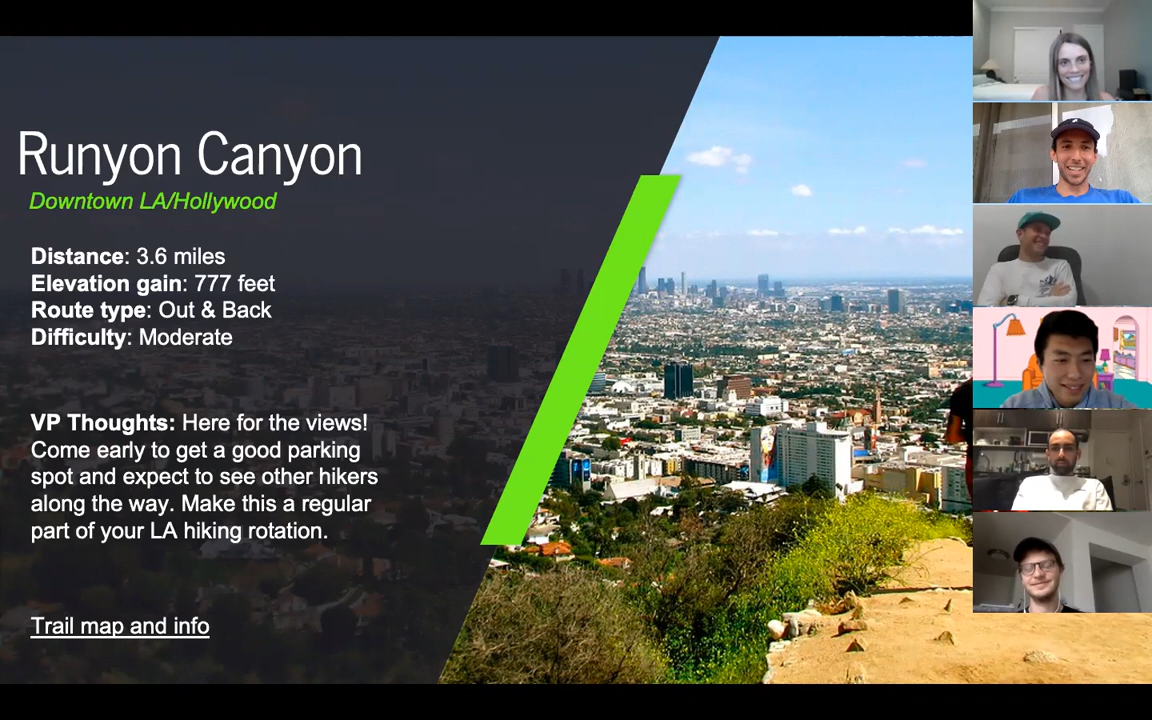 Runyon Canyon
Downtown LA/Hollywood
Distance: 3.6 miles
Elevation gain: 777 feet
Route type: Out & Back
Difficulty: Moderate
VP Thoughts: Here for the views!
Come early to get a good parking
spot and expect to see other hikers
along the way. Make this a regular
part of your LA hiking rotation.
Trail map and info